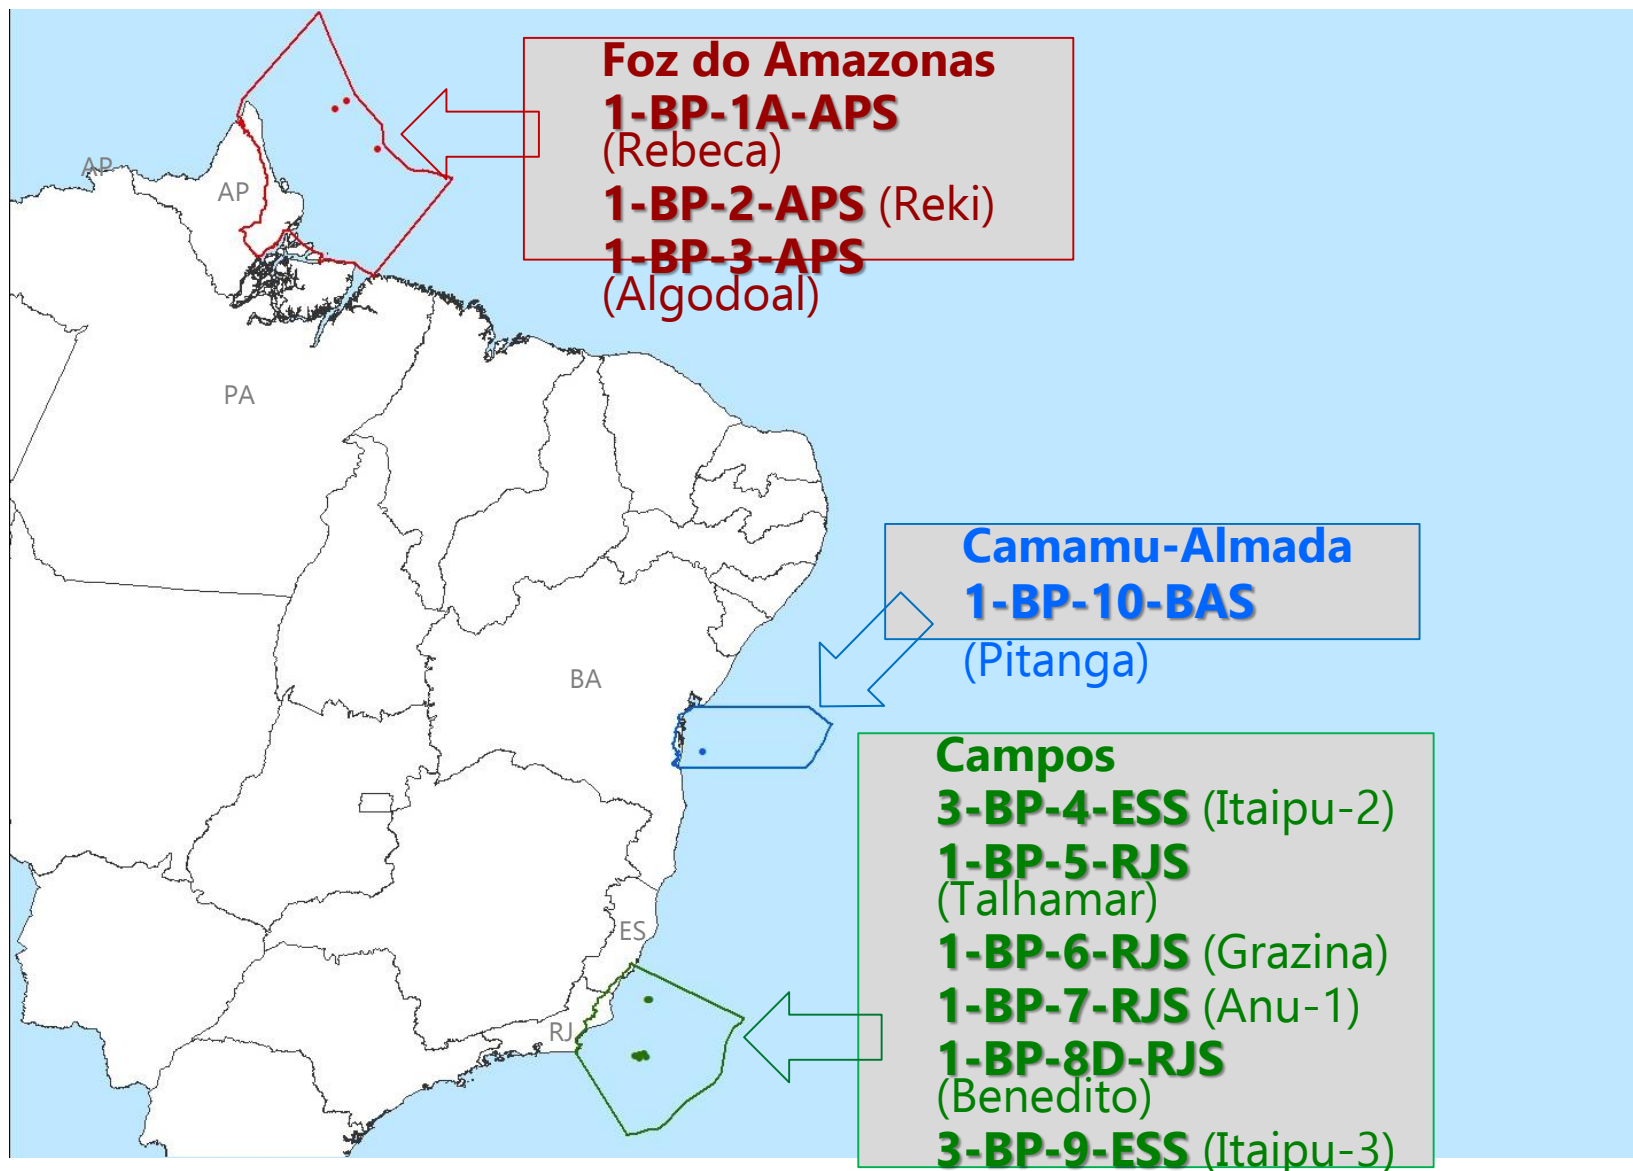 Foz do Amazonas
1-BP-1A-APS
(Rebeca)
1-BP-2-APS (Reki)
1-BP-3-APS
(Algodoal)
AP
AP
PA
Camamu-Almada
1-BP-10-BAS
(Pitanga)
BA
Campos
3-BP-4-ESS (Itaipu-2)
1-BP-5-RJS
(Talhamar)
1-BP-6-RJS (Grazina)
1-BP-7-RJS (Anu-1)
1-BP-8D-RJS
(Benedito)
3-BP-9-ESS (Itaipu-3)
ES
RJ